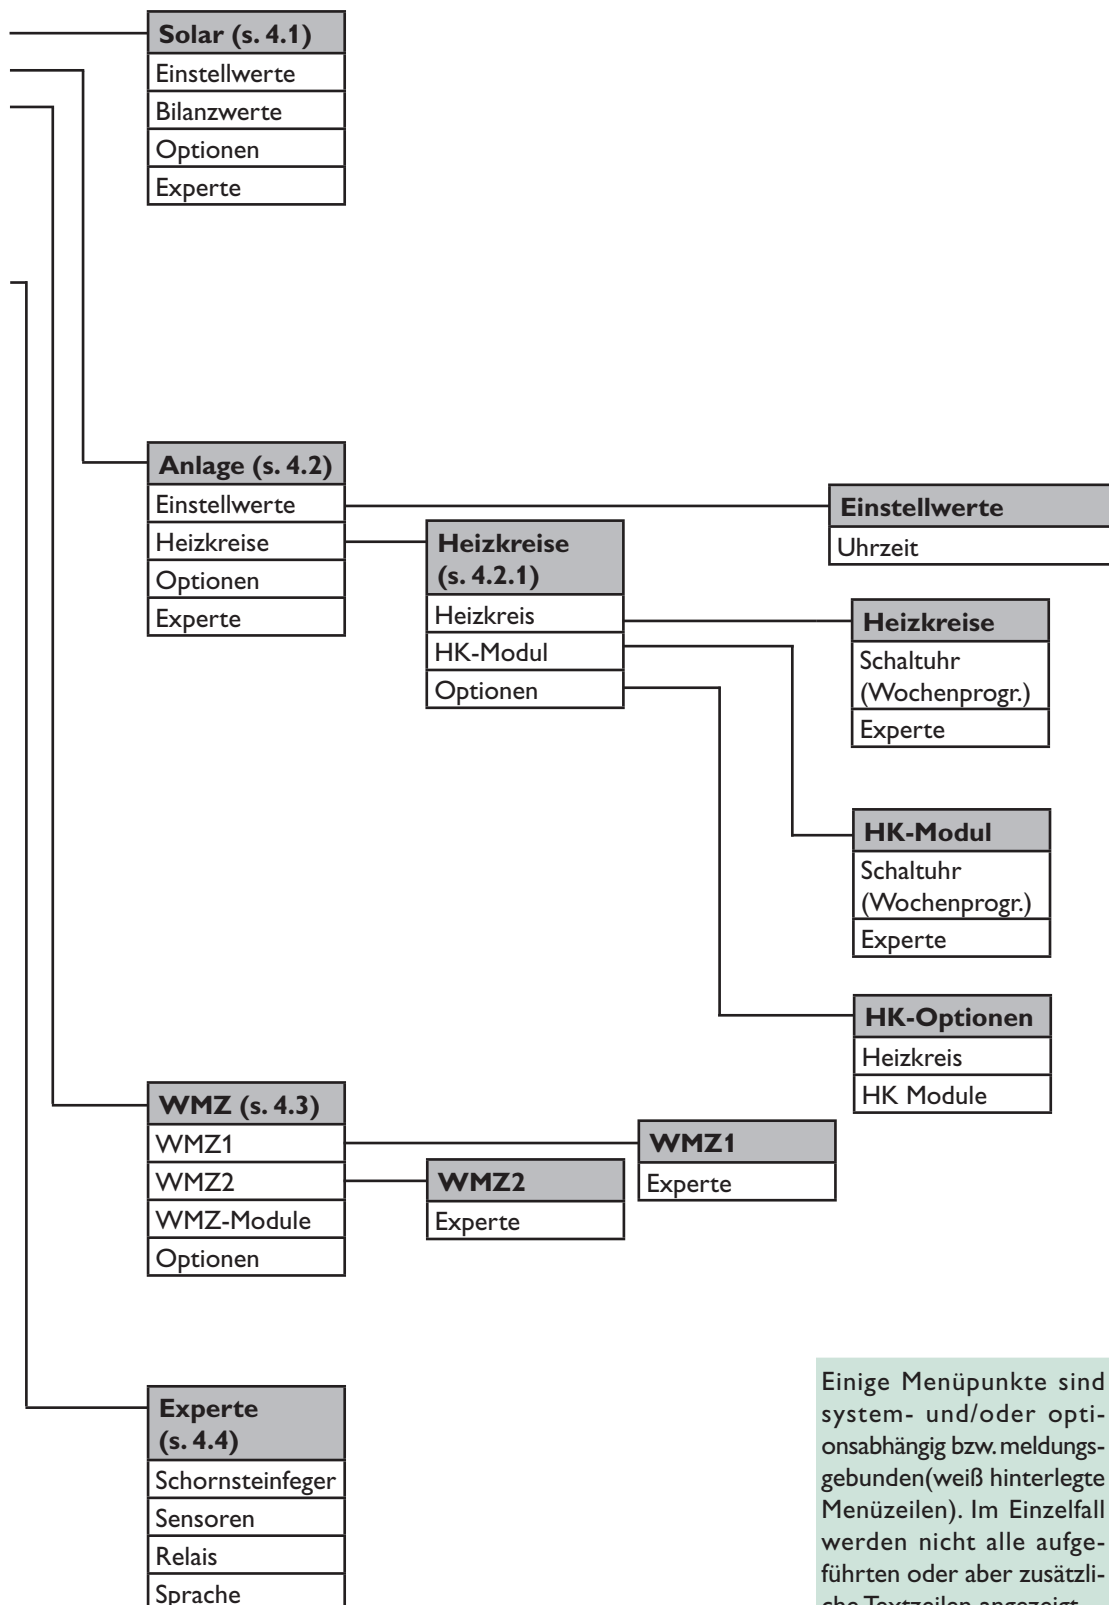 Solar (s. 4.1)
Einstellwerte
Bilanzwerte
Optionen
Experte
Anlage (s. 4.2)
Einstellwerte
Heizkreise
Optionen
Experte
Einstellwerte
Uhrzeit
Heizkreise
(s. 4.2.1)
Heizkreis
HK-Modul
Optionen
Heizkreise
Schaltuhr
(Wochenprogr.)
Experte
HK-Modul
Schaltuhr
(Wochenprogr.)
Experte
HK-Optionen
Heizkreis
HK Module
WMZ (s. 4.3)
WMZ1
WMZ2
WMZ-Module
Optionen
WMZ1
Experte
WMZ2
Experte
Experte
(s. 4.4)
Schornsteinfeger
Sensoren
Relais
Sprache
Einige Menüpunkte sind
system- und/oder opti-
onsabhängig bzw. meldungs-
gebunden(weiß hinterlegte
Menüzeilen). Im Einzelfall
werden nicht alle aufge-
führten oder aber zusätzli-
che Textzeilen angezeigt